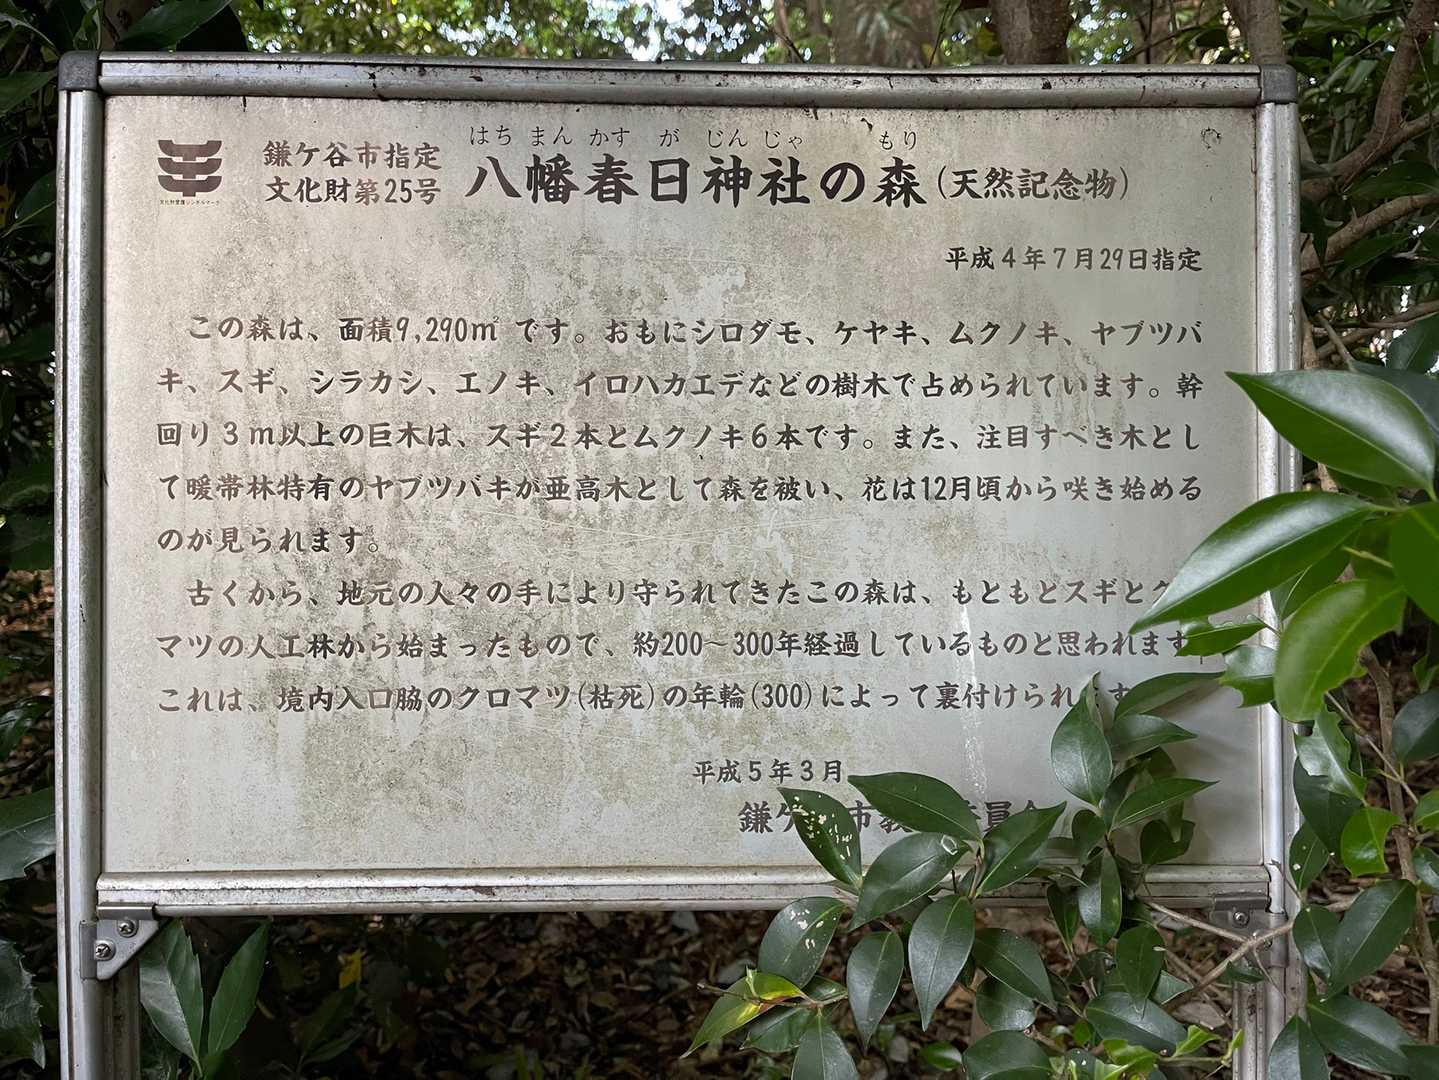 鎌ケ谷市指定
文化財第25号
はちまんかすがじんじゃ もり
八幡春日神社の森(天然記念物)
平成4年7月29日指定
この森は、面積9,290㎡ です。おもにシロダモ、ケヤキ、ムクノキ、ヤブツバ
キ、スギ、シラカシ、エノキ、イロハカエデなどの樹木で占められています。幹
回り3m以上の巨木は、スギ2本とムクノキ6本です。また、注目すべき木とし
て暖帯林特有のヤブツバキが亜高木として森を被い、花は12月頃から咲き始める
のが見られます。
古くから、地元の人々の手により守られてきたこの森は、もともとスギとク
マツの人工林から始まったもので、約200~300年経過しているものと思われます
これは、境内入口脇のクロマツ(枯死)の年輪(300)によって裏付けられます
平成5年3月
鎌ケ 市教 委員会